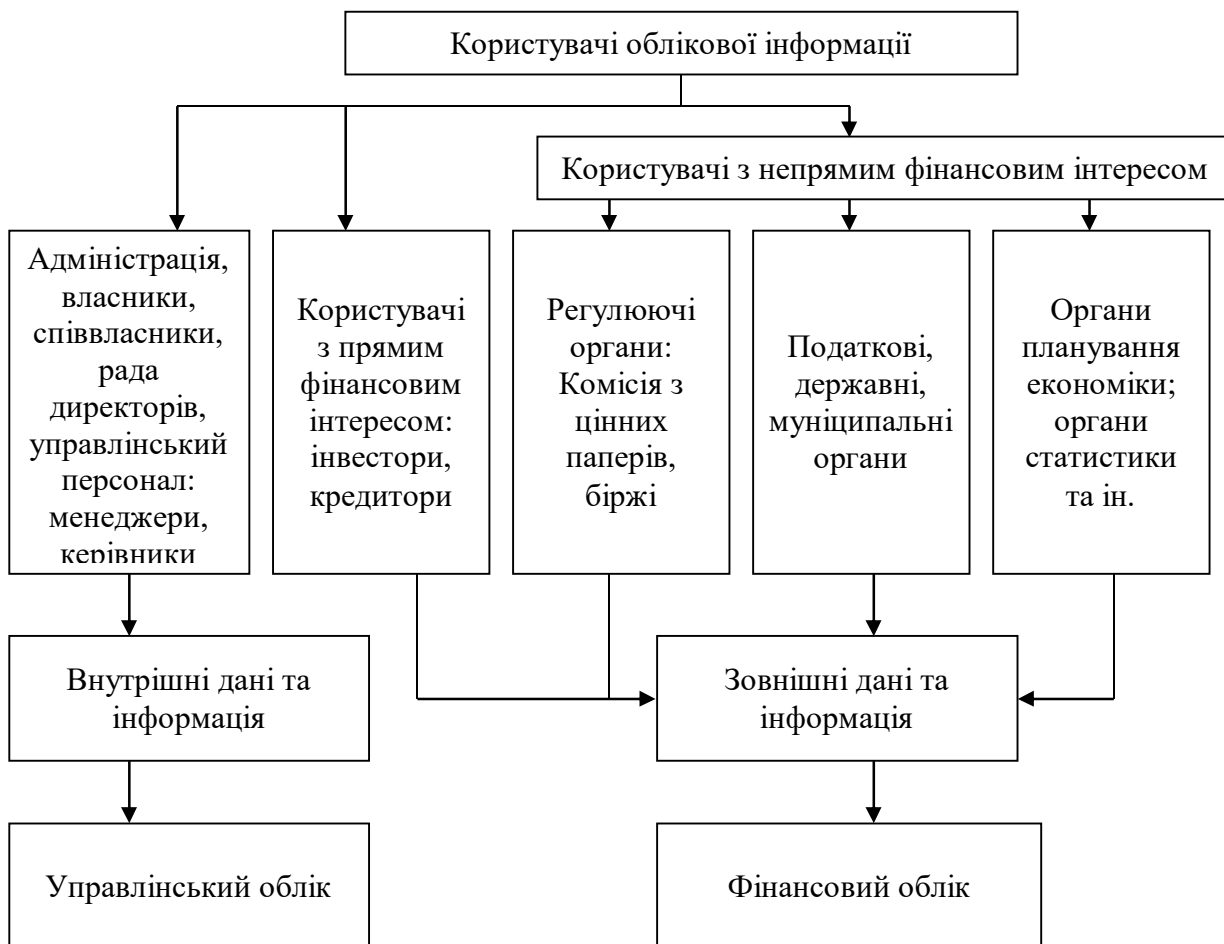 Користувачі облікової інформації
Користувачі з непрямим фінансовим інтересом
Адміністрація,
власники,
співвласники,
рада
директорів,
управлінський
персонал:
менеджери,
керівники
Користувачі
з прямим
фінансовим
інтересом:
інвестори,
кредитори
Регулюючі
органи:
Комісія з
цінних
паперів,
біржі
Податкові,
державні,
муніципальні
органи
Органи
планування
економіки;
органи
статистики
та ін.
Внутрішні дані та
інформація
Зовнішні дані та
інформація
Управлінський облік
Фінансовий облік